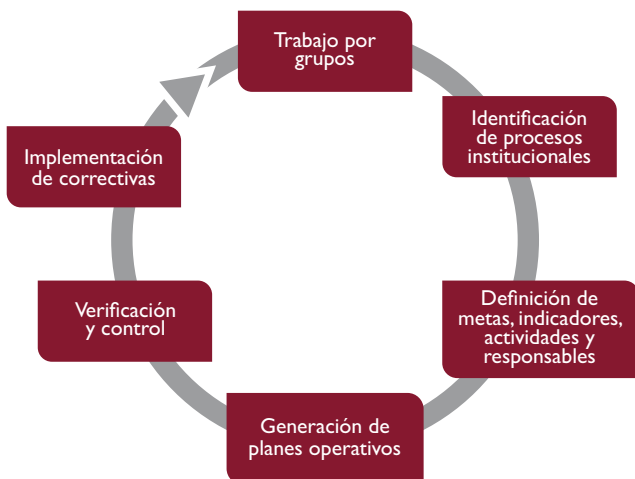 Trabajo por
grupos
Identificación
de procesos
institucionales
Definición de
metas, indicadores,
actividades y
responsables
Generación de
planes operativos
Verificación
y control
Implementación
de correctivas